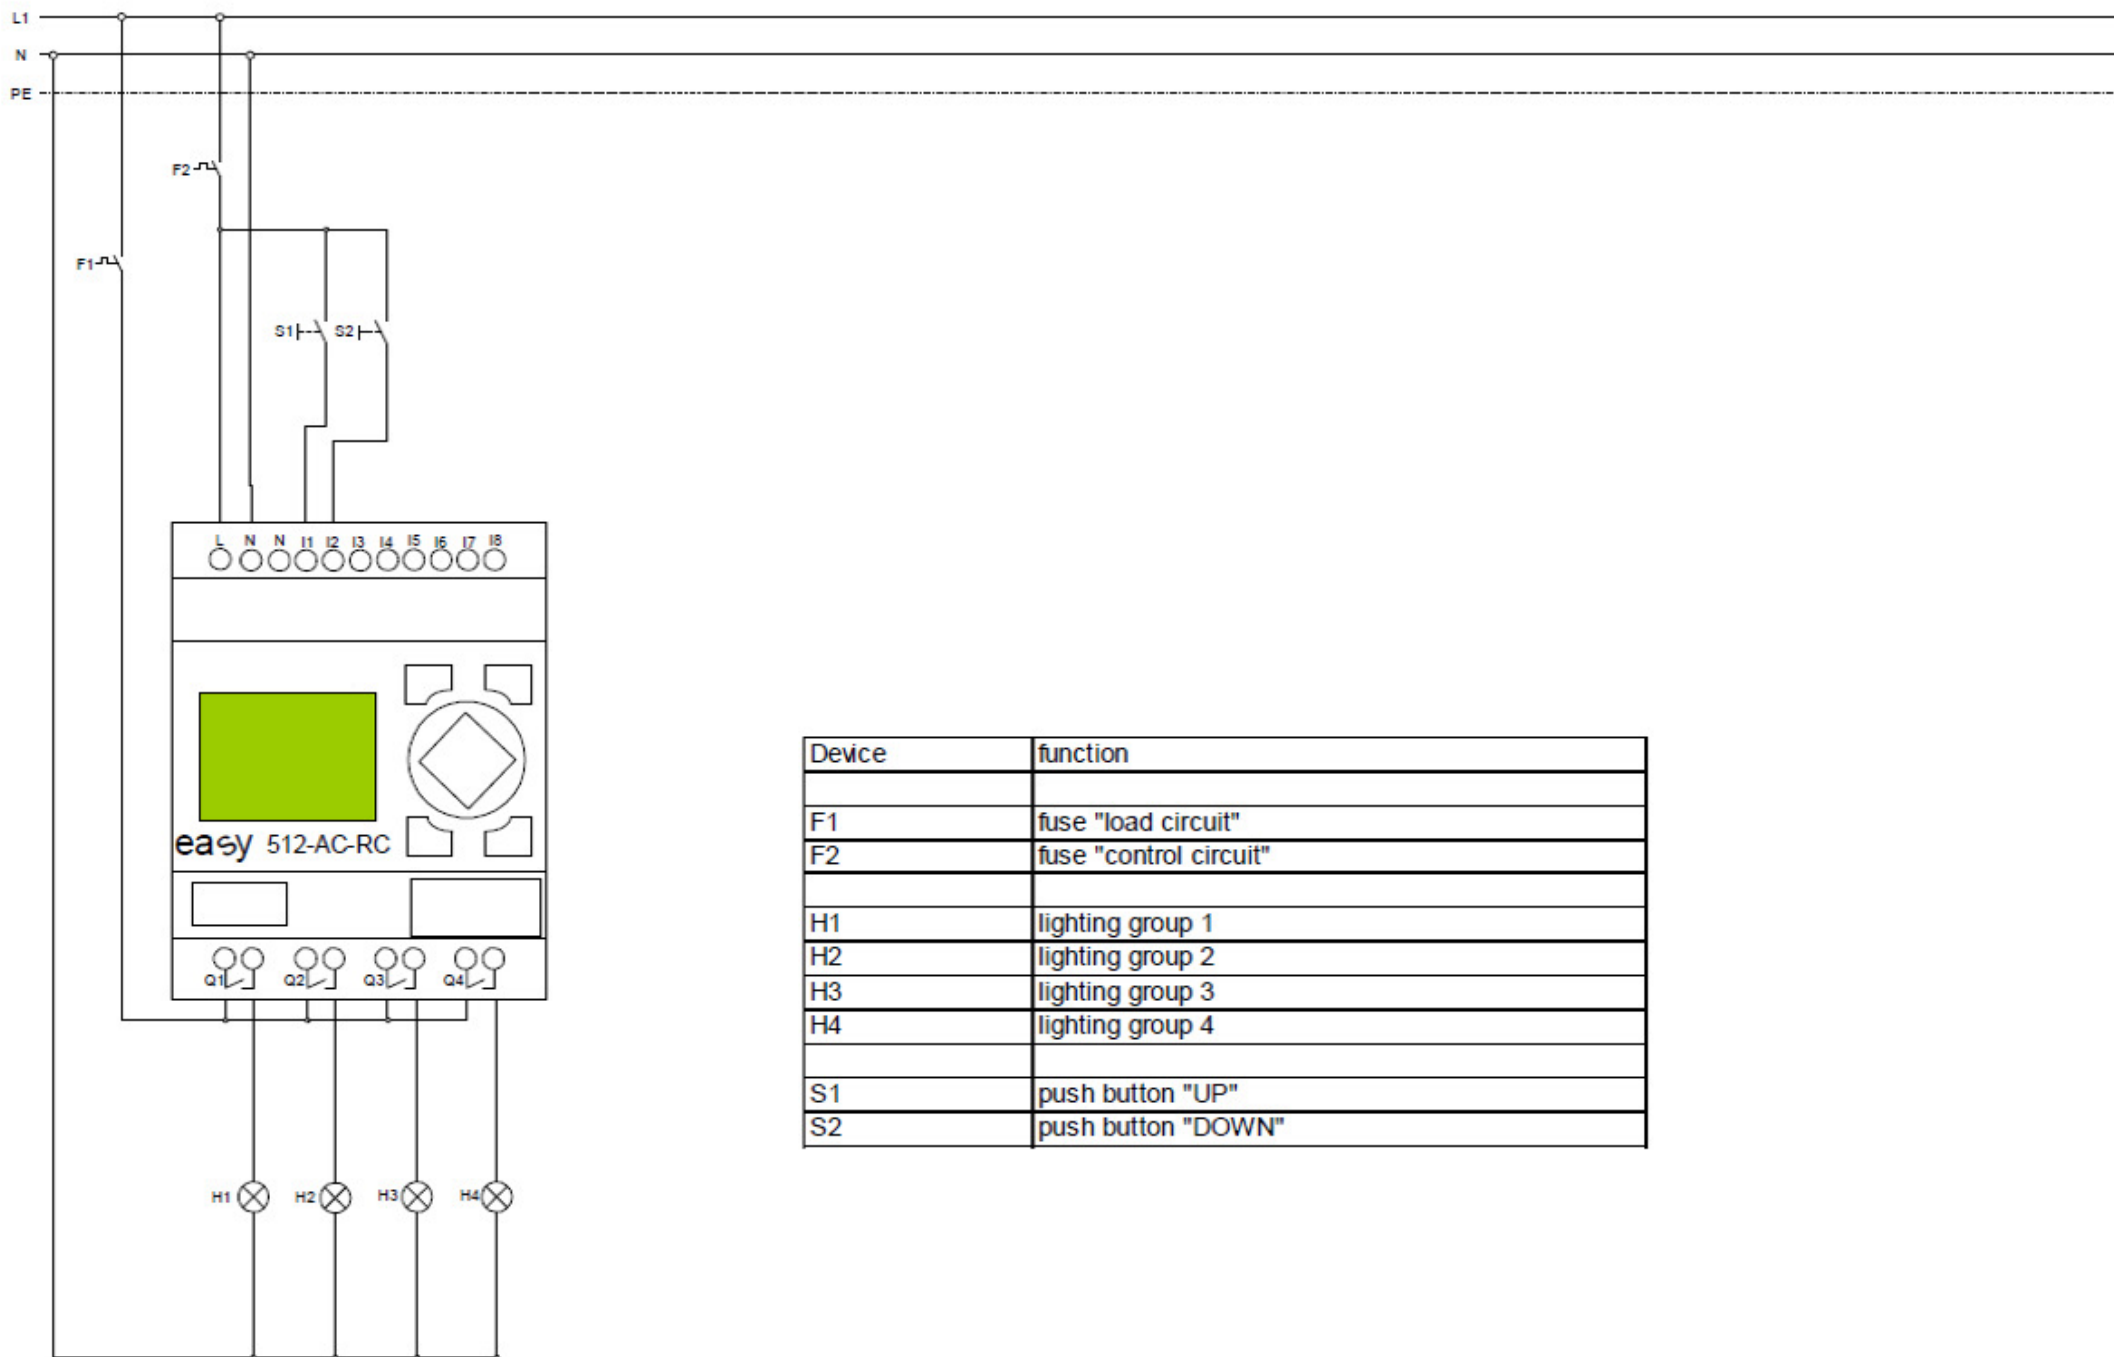 L1
N
PE
F2
F1
S1 S2
L N N I1 I2 I3 I4 I5 I6 I7 I8
easy 512-AC-RC
Q1 Q2 Q3 Q4
H1 H2 H3 H4
Device function
F1 fuse "load circuit"
F2 fuse "control circuit"
H1 lighting group 1
H2 lighting group 2
H3 lighting group 3
H4 lighting group 4
S1 push button "UP"
S2 push button "DOWN"